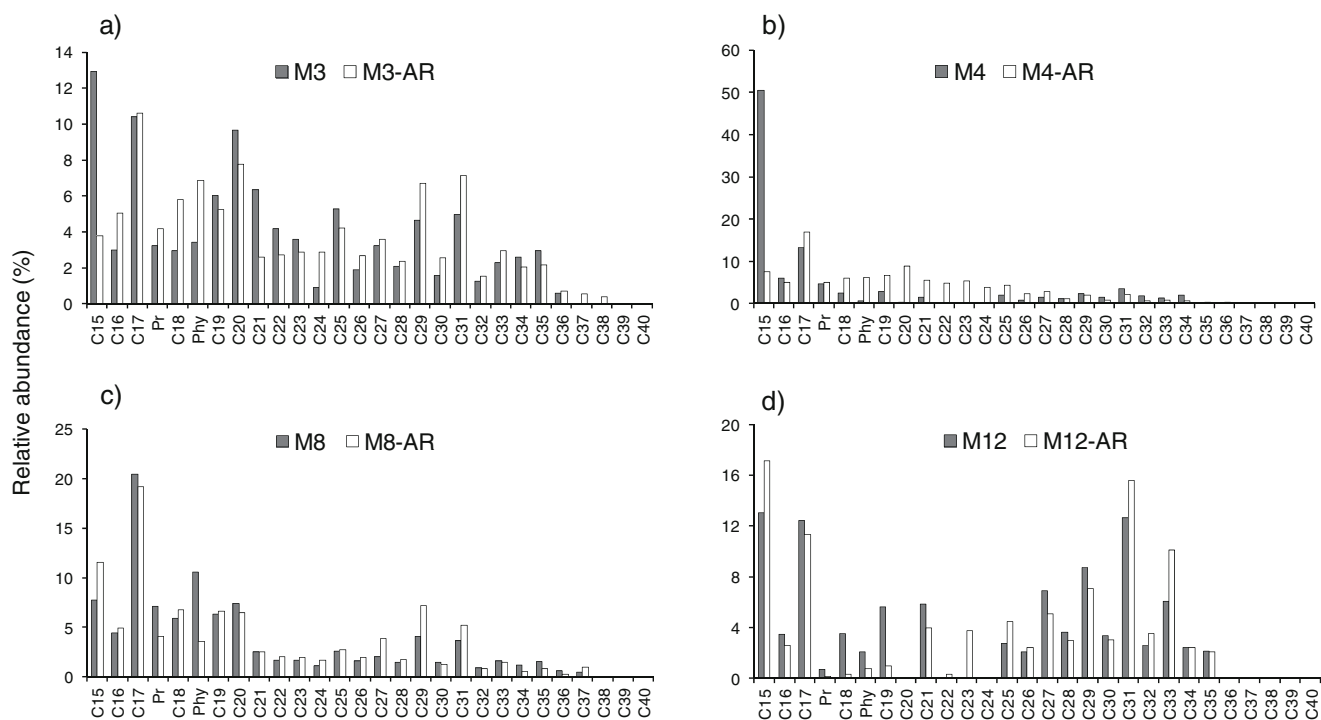 Relative abundance (%)
a)
M3 M3-AR
14
12
10
8
6
4
2
0
C15 C16 C17 Pr C18 Phy C19 C20 C21 C22 C23 C24 C25 C26 C27 C28 C29 C30 C31 C32 C33 C34 C35 C36 C37 C38 C39 C40
b)
M4 M4-AR
60
50
40
30
20
10
0
C15 C16 C17 Pr C18 Phy C19 C20 C21 C22 C23 C24 C25 C26 C27 C28 C29 C30 C31 C32 C33 C34 C35 C36 C37 C38 C39 C40
c)
M8 M8-AR
25
20
15
10
5
0
C15 C16 C17 Pr C18 Phy C19 C20 C21 C22 C23 C24 C25 C26 C27 C28 C29 C30 C31 C32 C33 C34 C35 C36 C37 C38 C39 C40
d)
M12 M12-AR
20
16
12
8
4
0
C15 C16 C17 Pr C18 Phy C19 C20 C21 C22 C23 C24 C25 C26 C27 C28 C29 C30 C31 C32 C33 C34 C35 C36 C37 C38 C39 C40